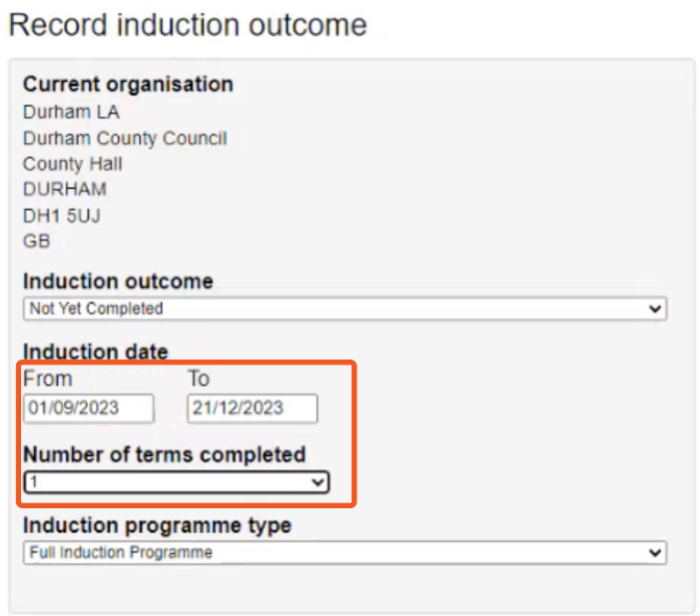 Record induction outcome
Current organisation
Durham LA
Durham County Council
County Hall
DURHAM
DH1 5UJ
GB
Induction outcome
Not Yet Completed
Induction date
From To
01/09/2023 21/12/2023
Number of terms completed
1
Induction programme type
Full Induction Programme